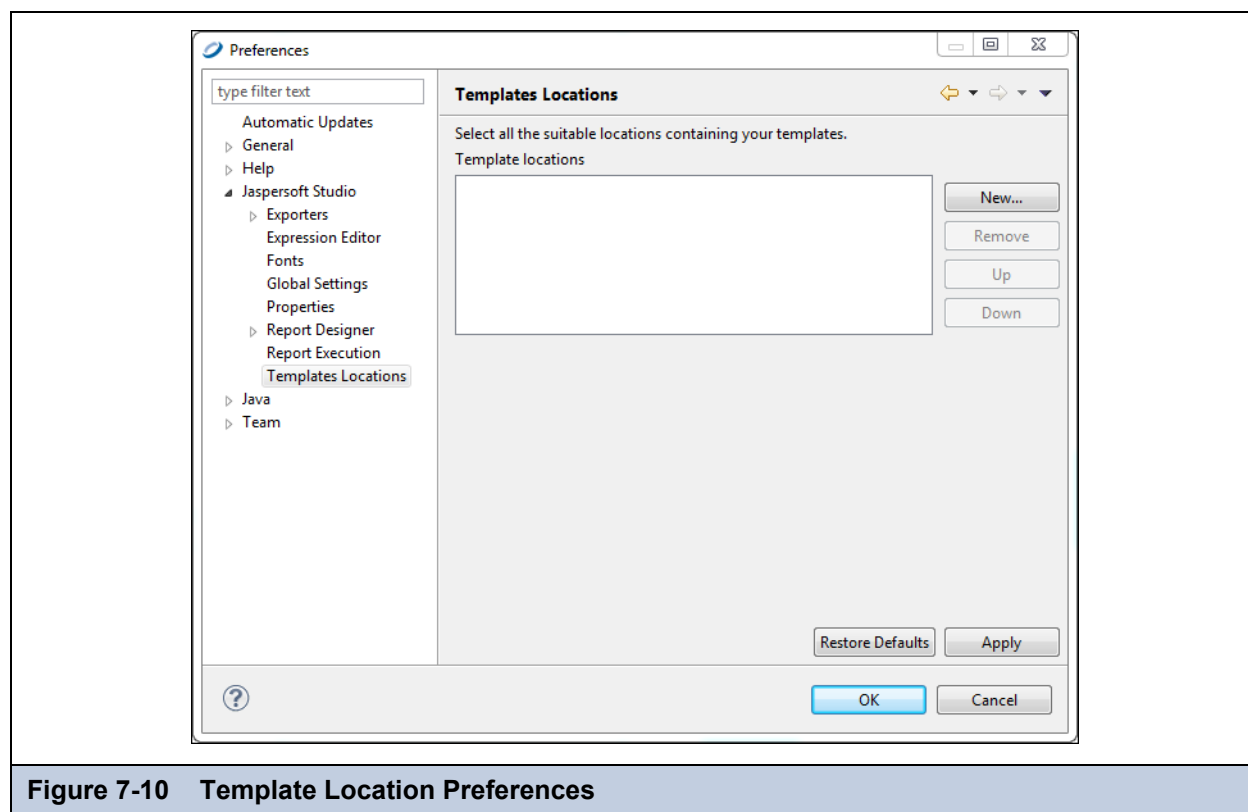 Preferences
type filter text
Automatic Updates
General
Help
Jaspersoft Studio
Exporters
Expression Editor
Fonts
Global Settings
Properties
Report Designer
Report Execution
Templates Locations
Java
Team
Templates Locations
Select all the suitable locations containing your templates.
Template locations
New...
Remove
Up
Down
Restore Defaults
Apply
?
OK
Cancel
Figure 7-10 Template Location Preferences